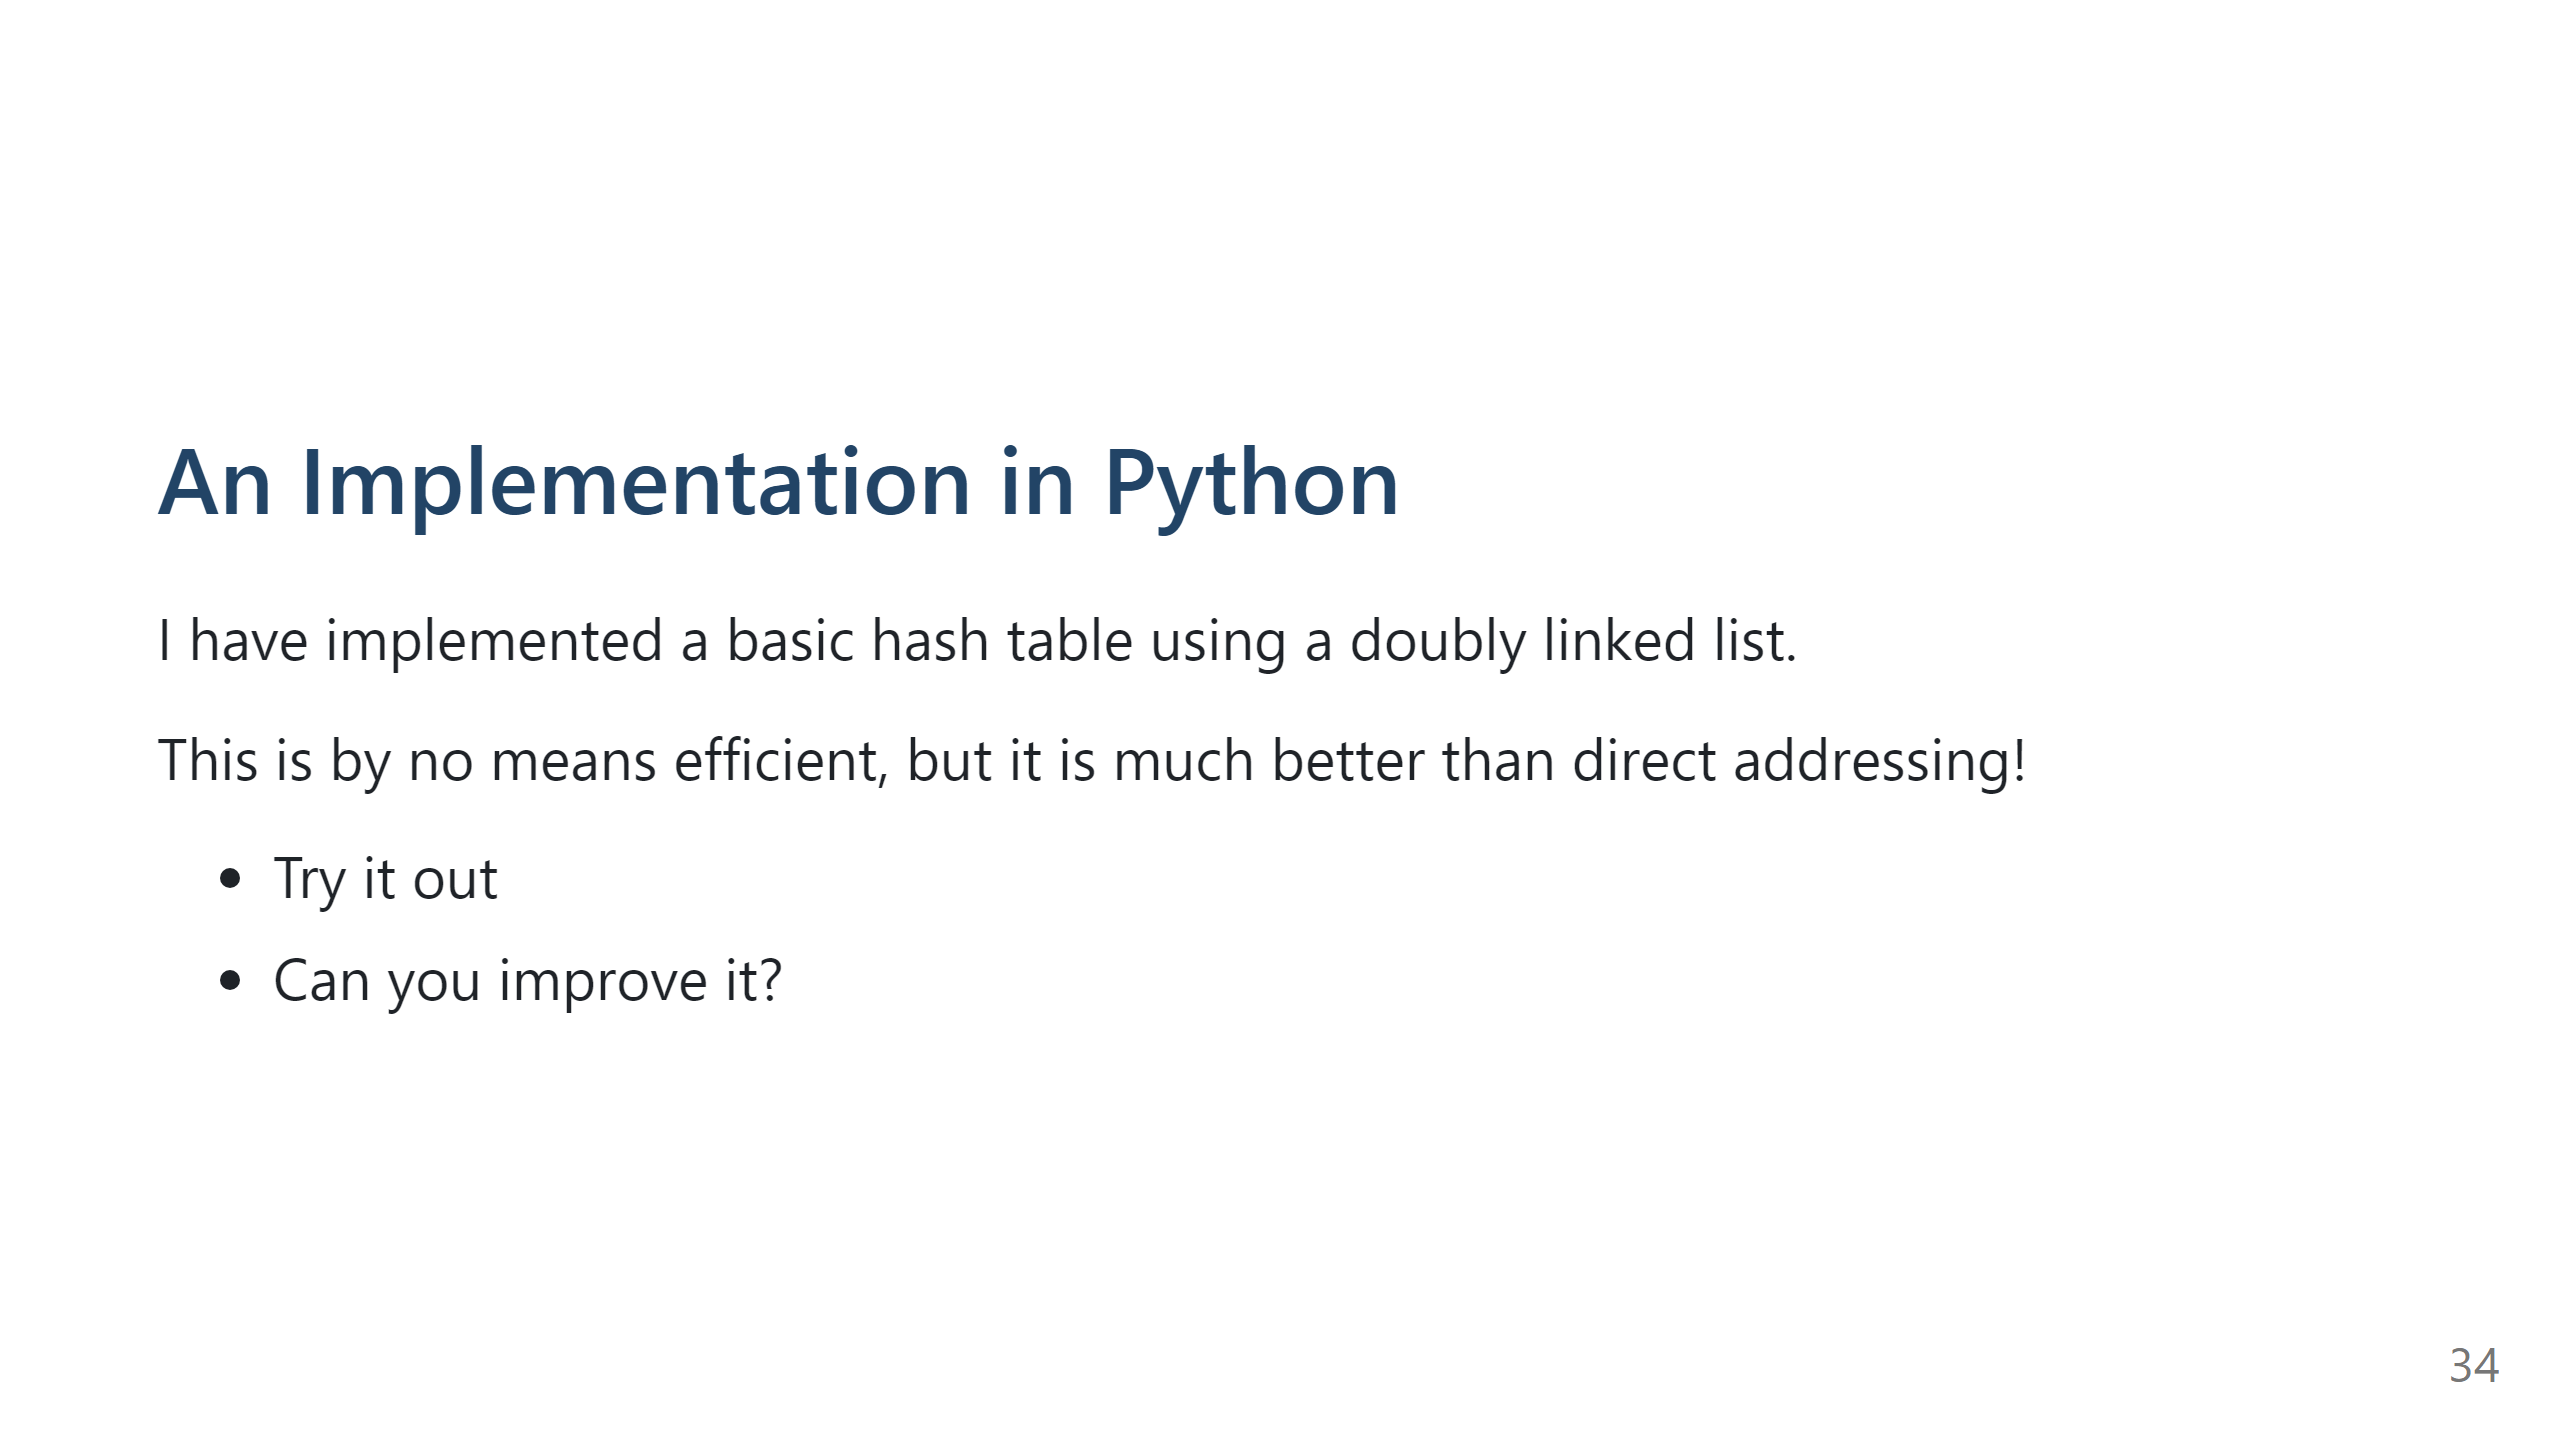 An Implementation in Python
I have implemented a basic hash table using a doubly linked list.
This is by no means efficient, but it is much better than direct addressing!
• Try it out
• Can you improve it?
34